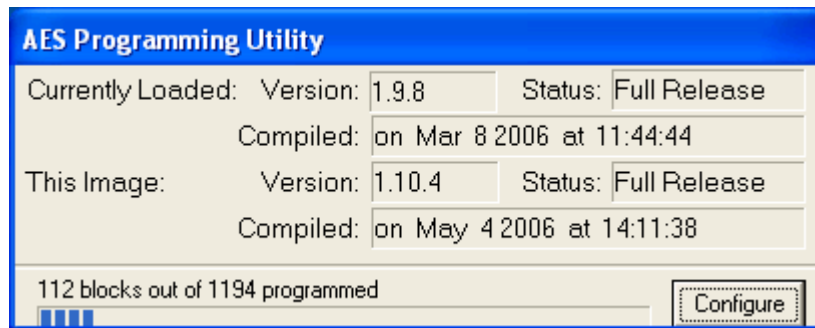 AES Programming Utility
Currently Loaded: Version: 1.9.8 Status: Full Release
Compiled: on Mar 8 2006 at 11:44:44
This Image: Version: 1.10.4 Status: Full Release
Compiled: on May 4 2006 at 14:11:38
112 blocks out of 1194 programmed
Configure